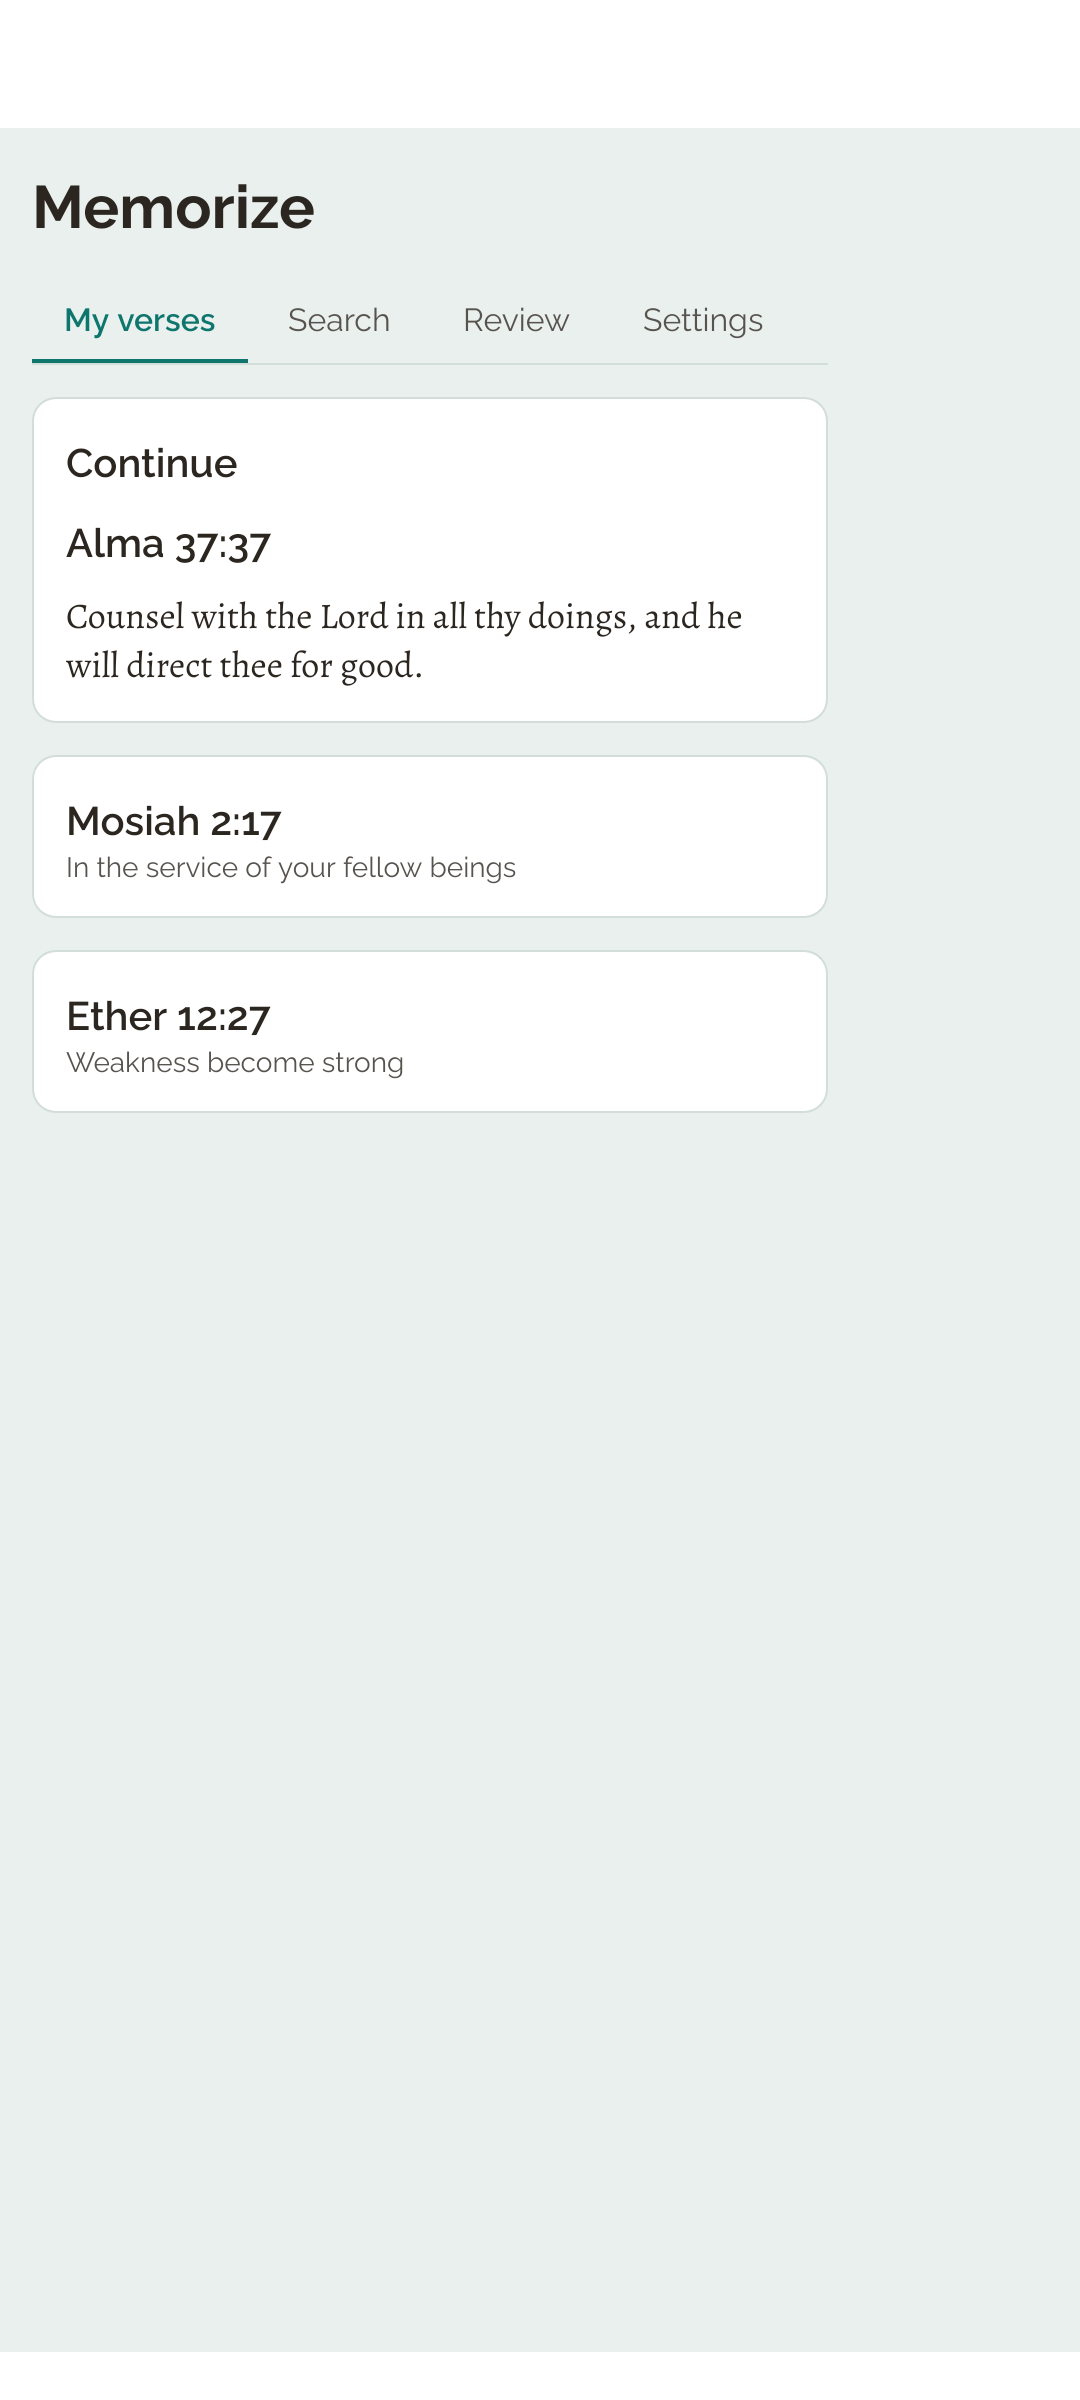 Memorize
My verses Search Review Settings
Continue
Alma 37:37
Counsel with the Lord in all thy doings, and he
will direct thee for good.
Mosiah 2:17
In the service of your fellow beings
Ether 12:27
Weakness become strong